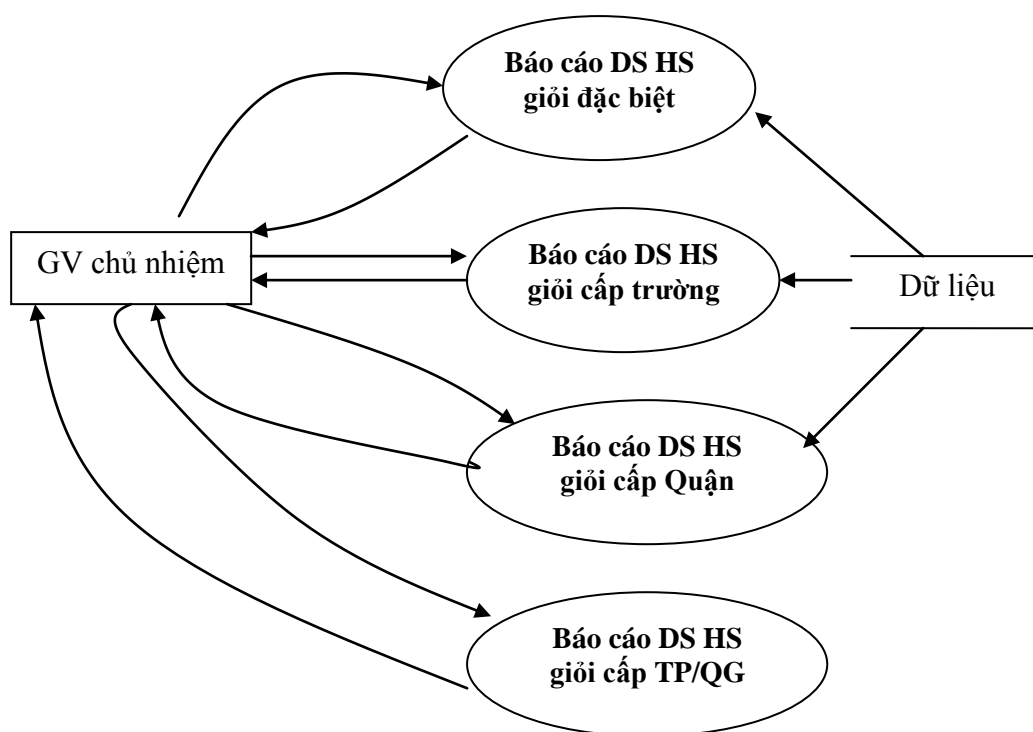 Báo cáo DS HS
giỏi đặc biệt
GV chủ nhiệm
Báo cáo DS HS
giỏi cấp trường
Dữ liệu
Báo cáo DS HS
giỏi cấp Quận
Báo cáo DS HS
giỏi cấp TP/QG